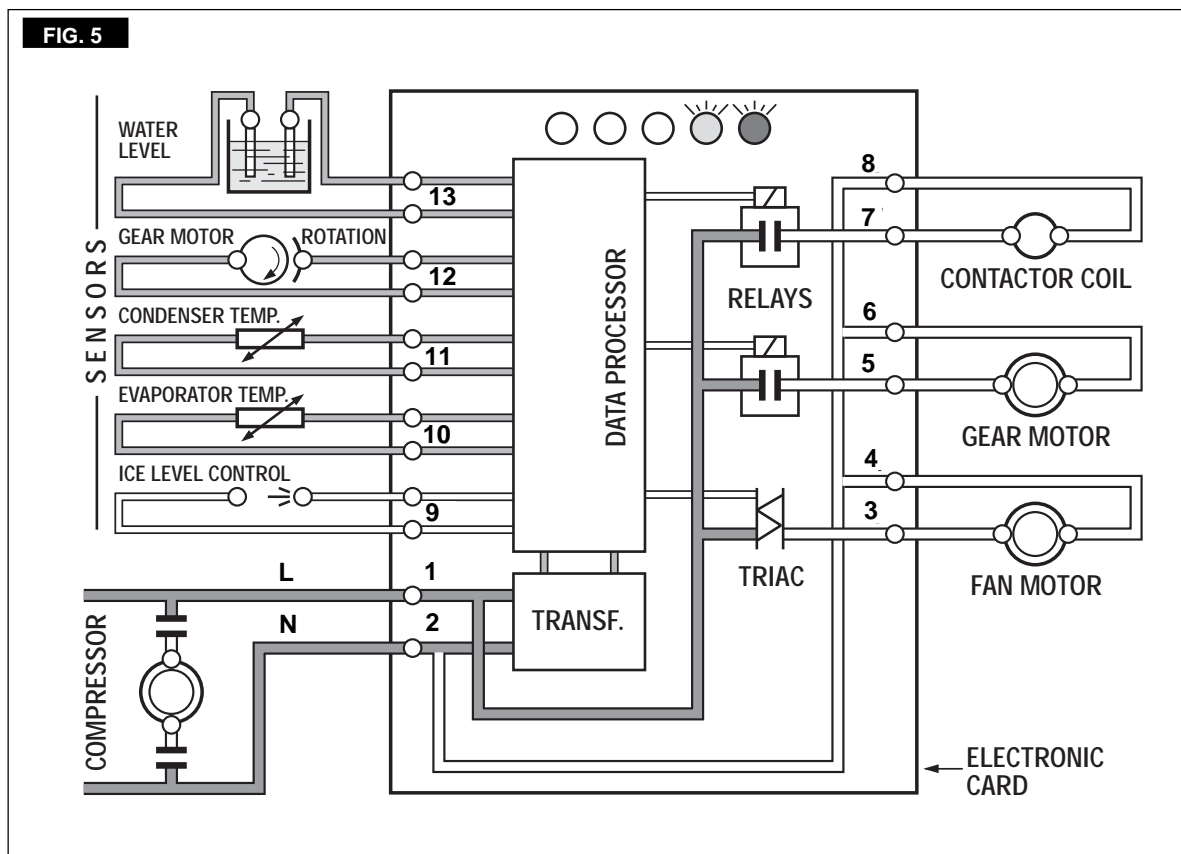 FIG. 5
WATER
LEVEL
13
GEAR MOTOR
ROTATION
12
CONDENSER TEMP.
11
EVAPORATOR TEMP.
10
ICE LEVEL CONTROL
9
SENSORS
L
1
N
2
COMPRESSOR
DATA PROCESSOR
TRANSF.
RELAYS
TRIAC
8
7
CONTACTOR COIL
6
5
GEAR MOTOR
4
3
FAN MOTOR
ELECTRONIC
CARD